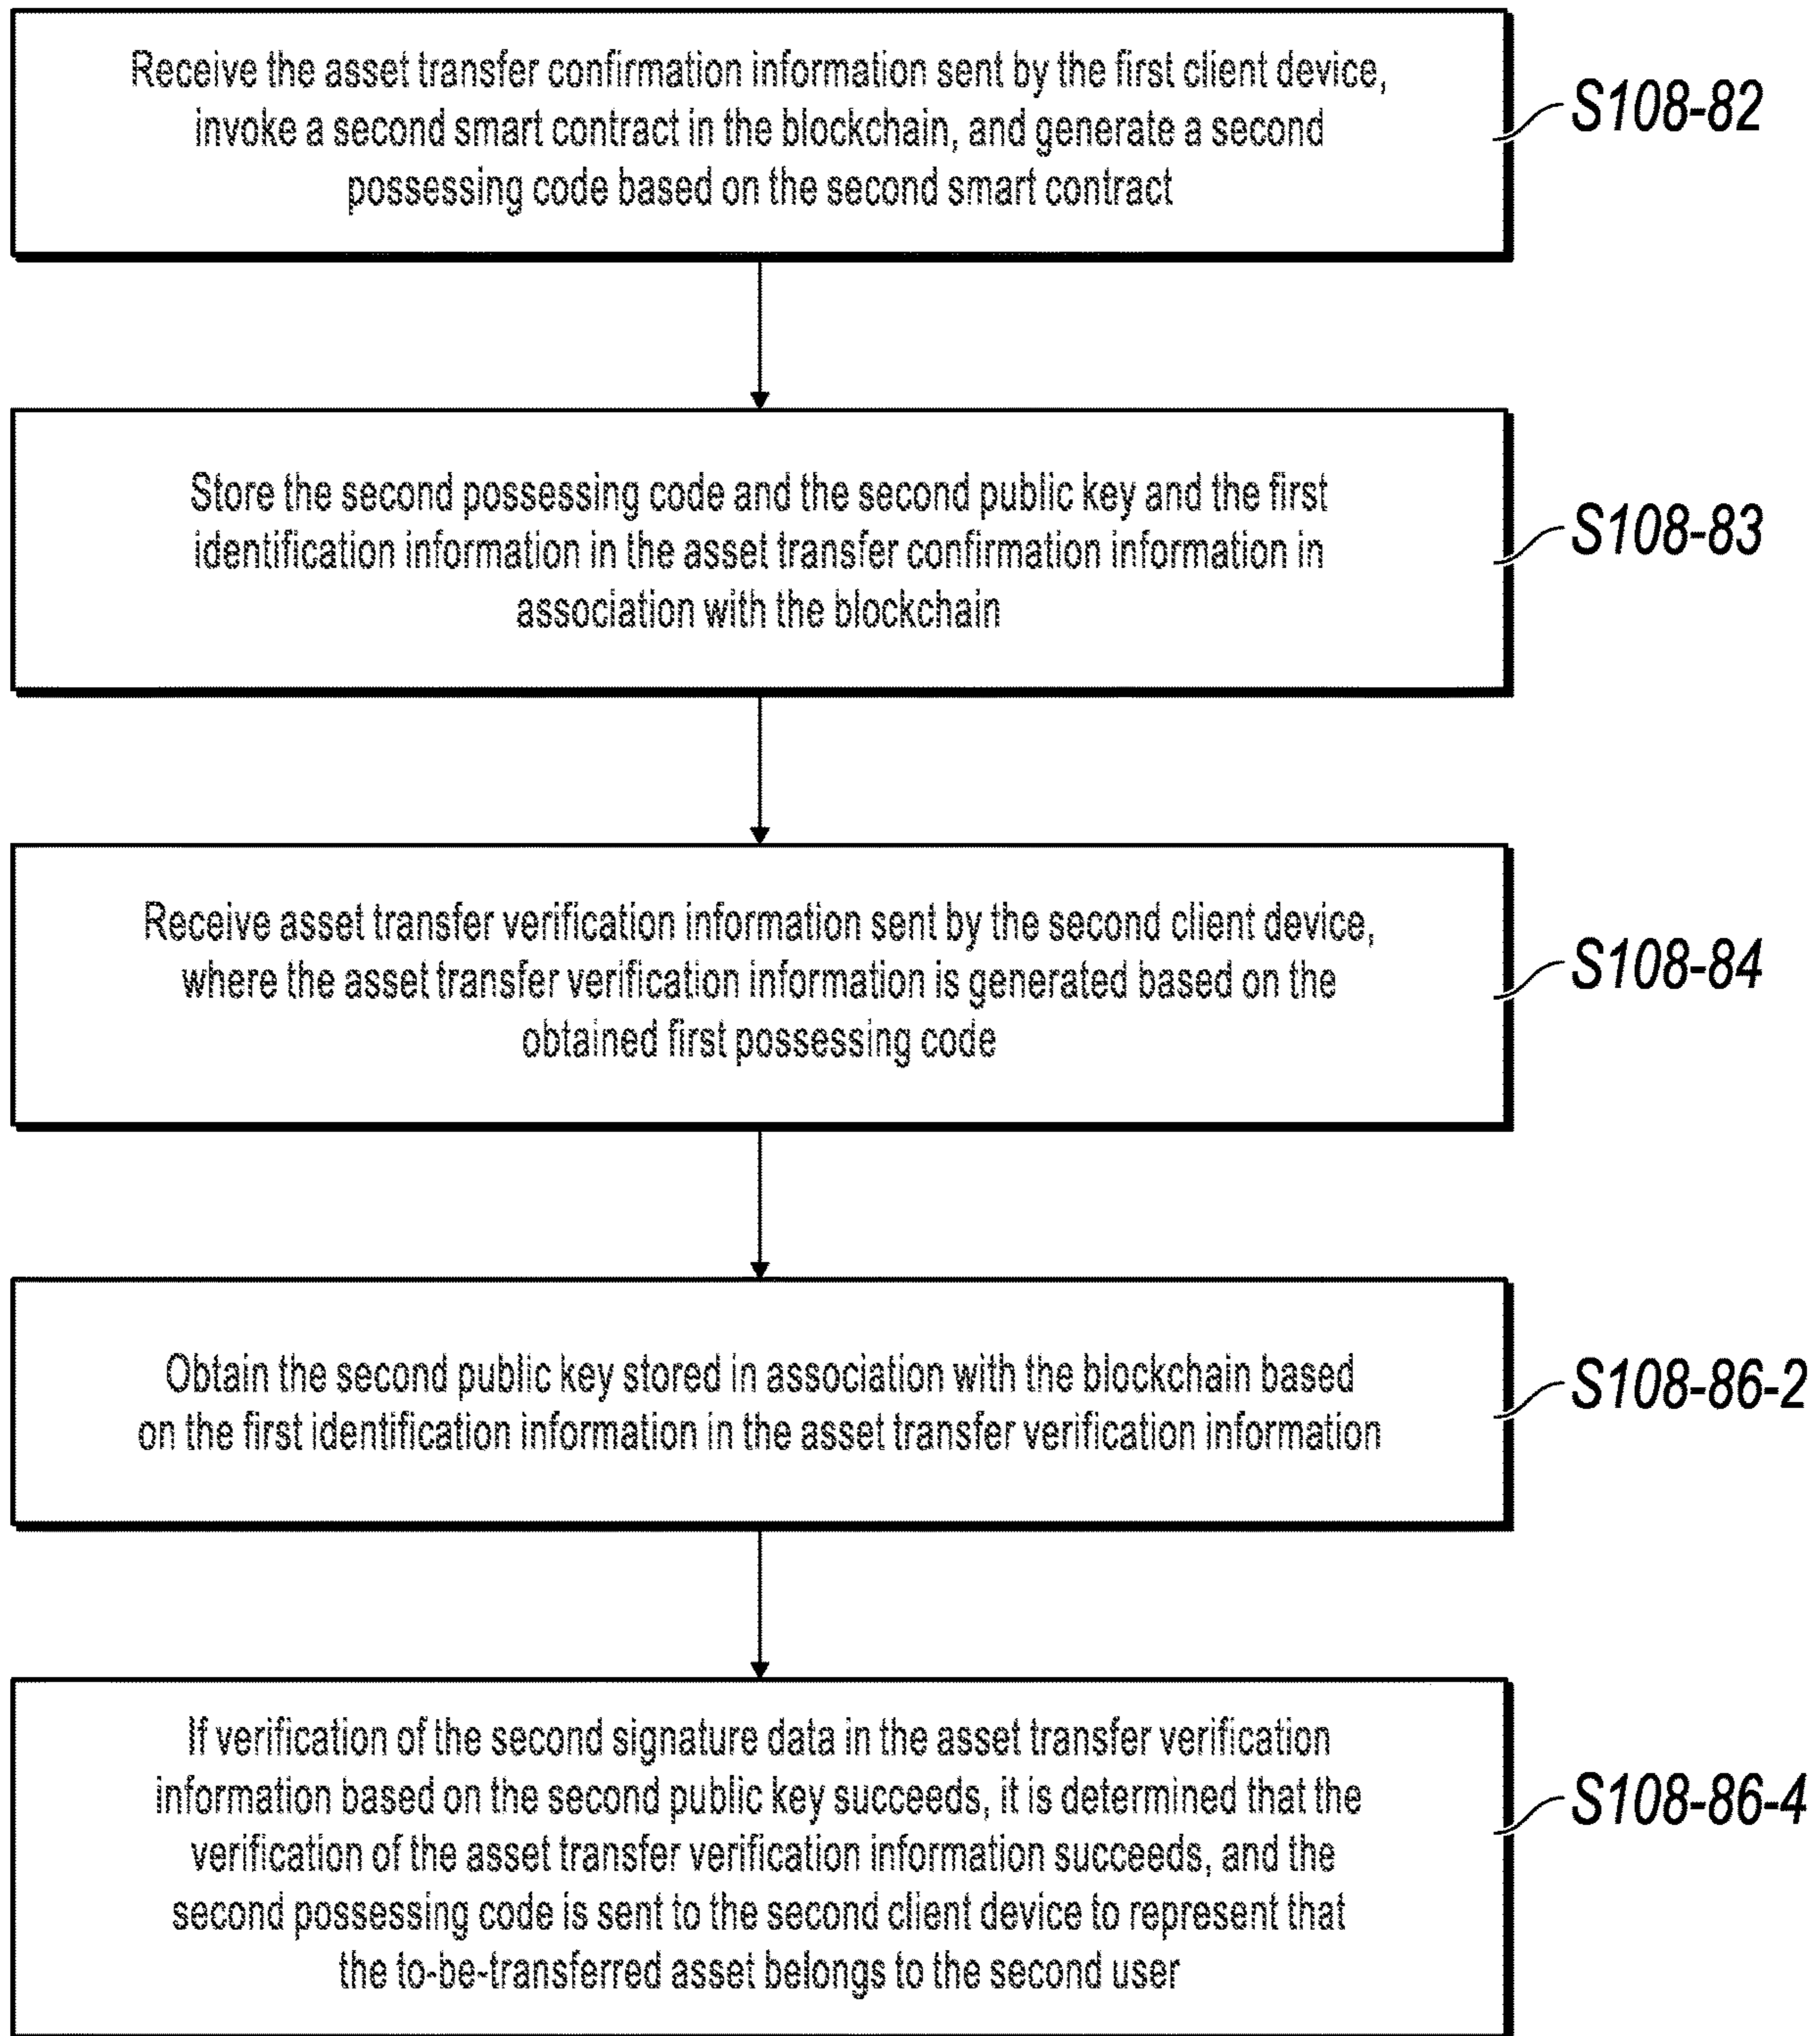 Receive the asset transfer confirmation information sent by the first client device,
invoke a second smart contract in the blockchain, and generate a second
possessing code based on the second smart contract
S108-82
Store the second possessing code and the second public key and the first
identification information in the asset transfer confirmation information in
association with the blockchain
S108-83
Receive asset transfer verification information sent by the second client device,
where the asset transfer verification information is generated based on the
obtained first possessing code
S108-84
Obtain the second public key stored in association with the blockchain based
on the first identification information in the asset transfer verification information
S108-86-2
If verification of the second signature data in the asset transfer verification
information based on the second public key succeeds, it is determined that the
verification of the asset transfer verification information succeeds, and the
second possessing code is sent to the second client device to represent that
the to-be-transferred asset belongs to the second user
S108-86-4